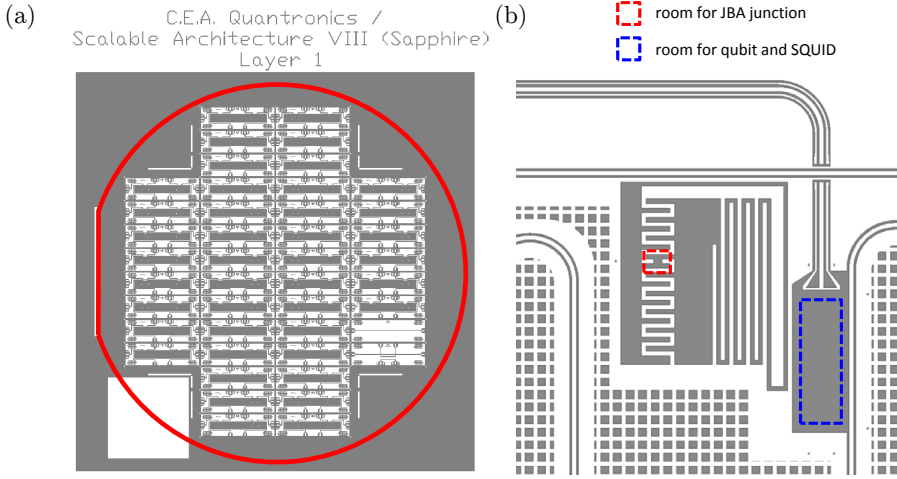 (a)
C.E.A. Quantronics /
Scalable Architecture VIII (Sapphire)
Layer 1
(b)
room for JBA junction
room for qubit and SQUID